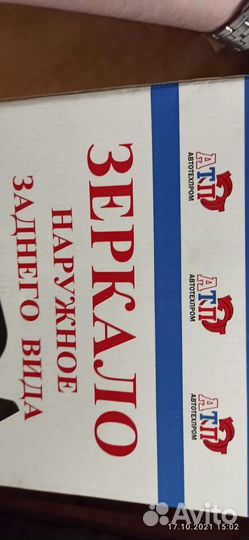 ЗЕРКАЛО
НАРУЖНОЕ
ЗАДНЕГО ВИДА
АТП
АВТОТЕХПРОМ
АТП
АВТОТЕХПРОМ
АТП
АВТОТЕХПРОМ
Avito
17.10.2021 15:02